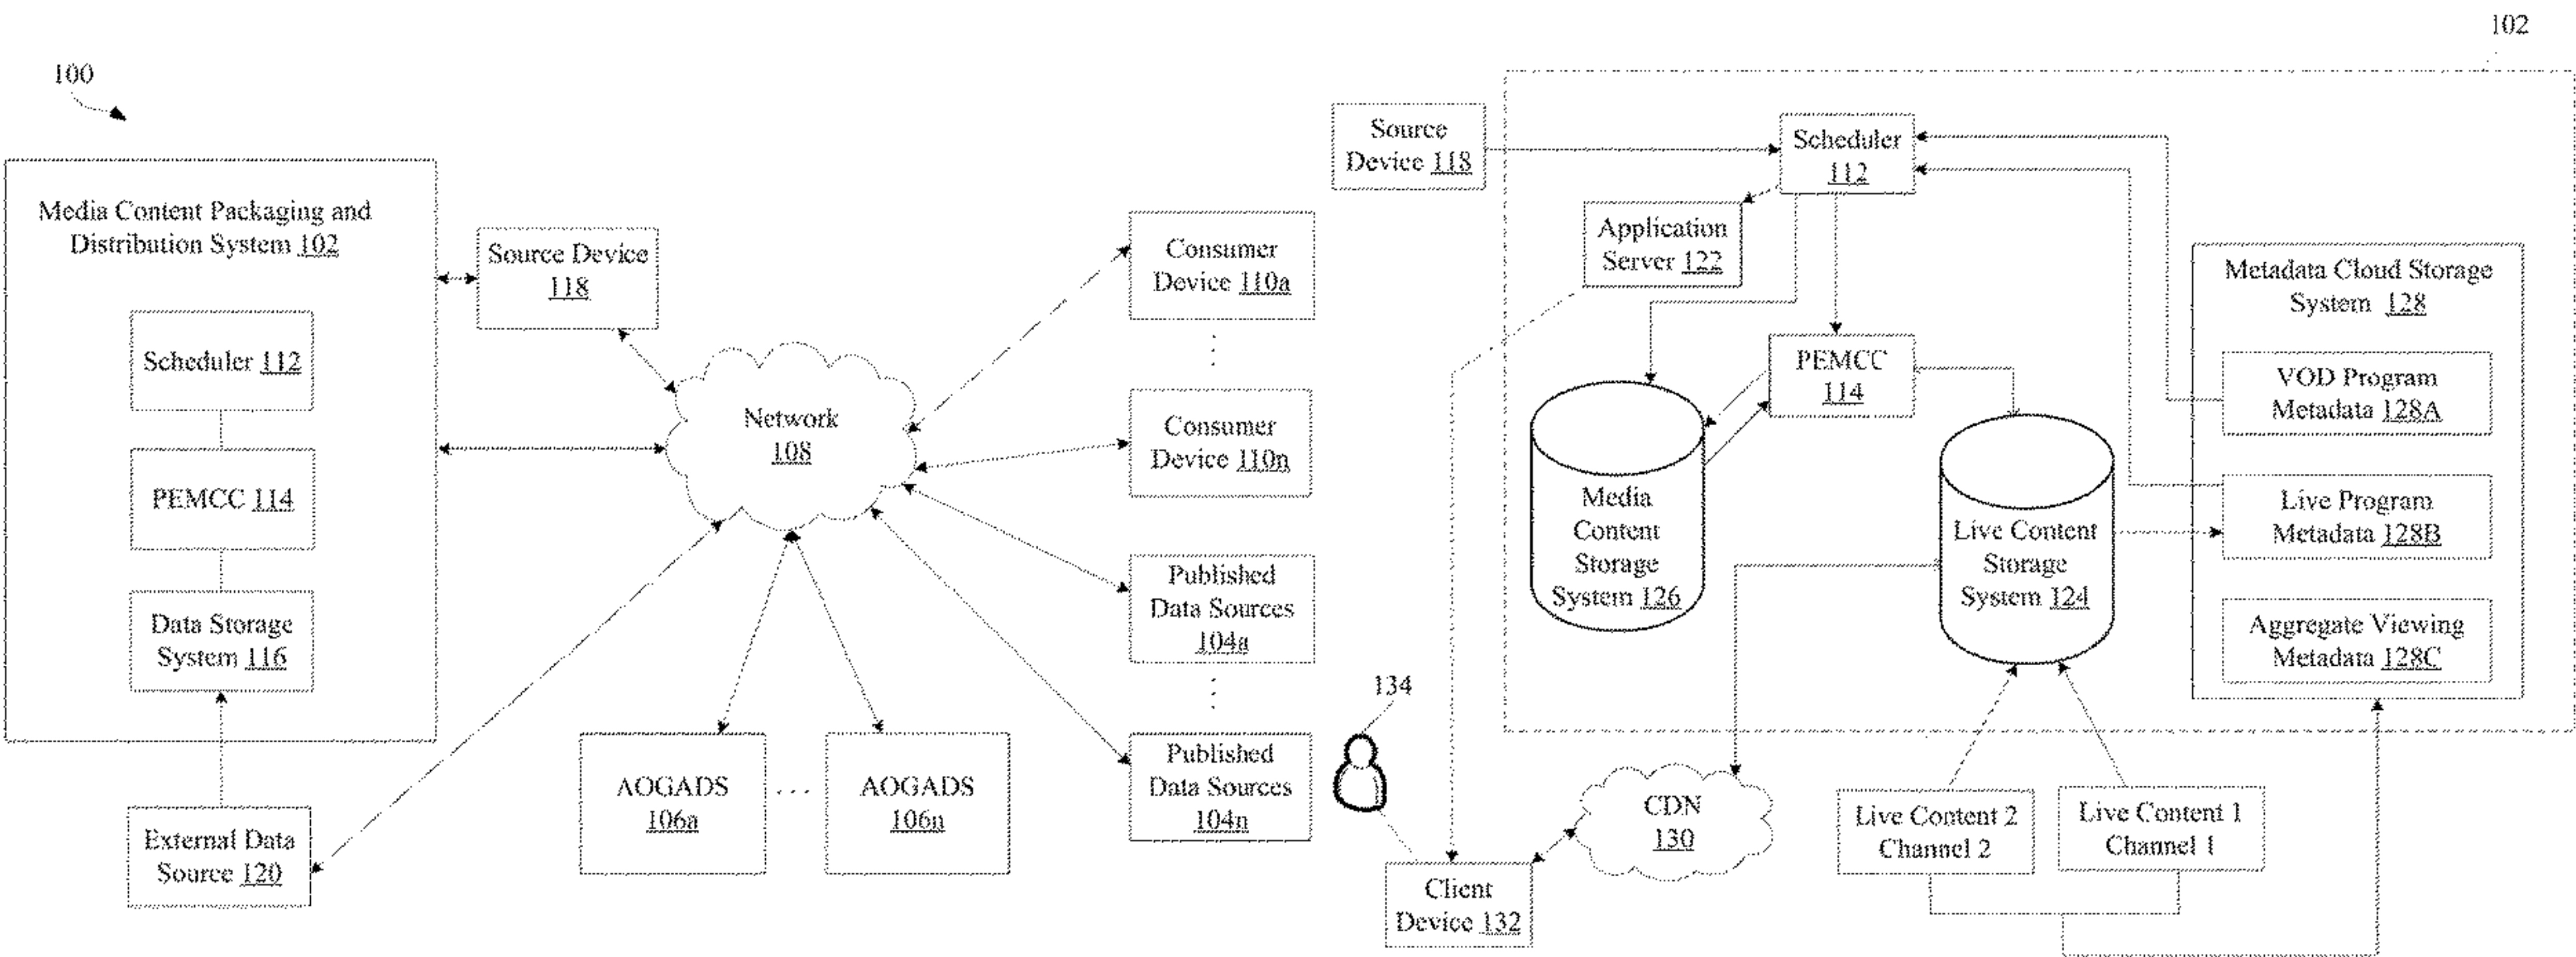 100
Media Content Packaging and
Distribution System 102
Scheduler 112
PEMCC 114
Data Storage
System 116
External Data
Source 120
Source Device
118
Network
108
AOGADS
106a
. . .
AOGADS
106n
Consumer
Device 110a
Consumer
Device 110n
Published
Data Sources
104a
Published
Data Sources
104n
102
Source
Device 118
Scheduler
112
Application
Server 122
PEMCC
114
Media
Content
Storage
System 126
Live Content
Storage
System 124
Metadata Cloud Storage
System 128
VOD Program
Metadata 128A
Live Program
Metadata 128B
Aggregate Viewing
Metadata 128C
134
Client
Device 132
CDN
130
Live Content 2
Channel 2
Live Content 1
Channel 1